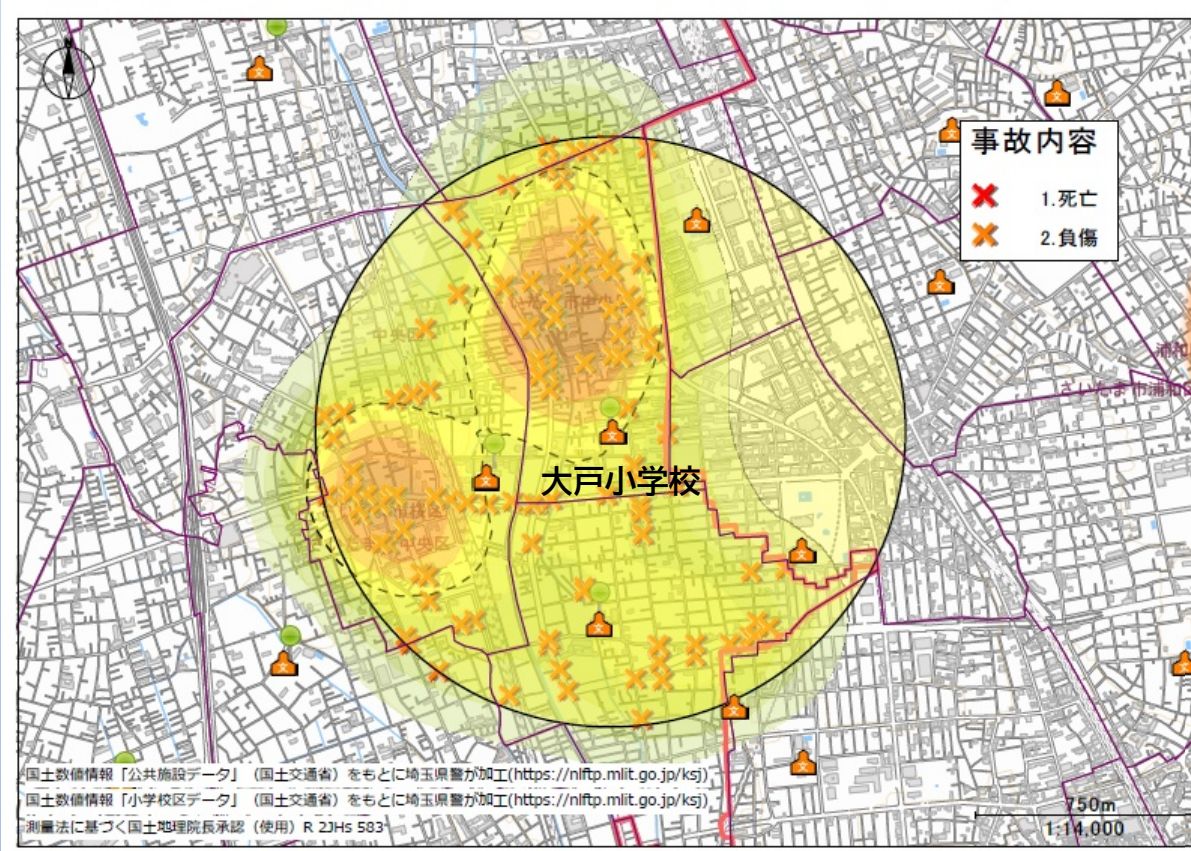 N
事故内容
1.死亡
2.負傷
中央区
浦和
さいたま市浦和区
大戸小学校
国土数値情報「公共施設データ」(国土交通省)をもとに埼玉県警が加工(https://nlftp.mlit.go.jp/ksj)
国土数値情報「小学校区データ」(国土交通省)をもとに埼玉県警が加工(https://nlftp.mlit.go.jp/ksj)
測量法に基づく国土地理院長承認(使用)R 2JHs 583
750m
1:14,000